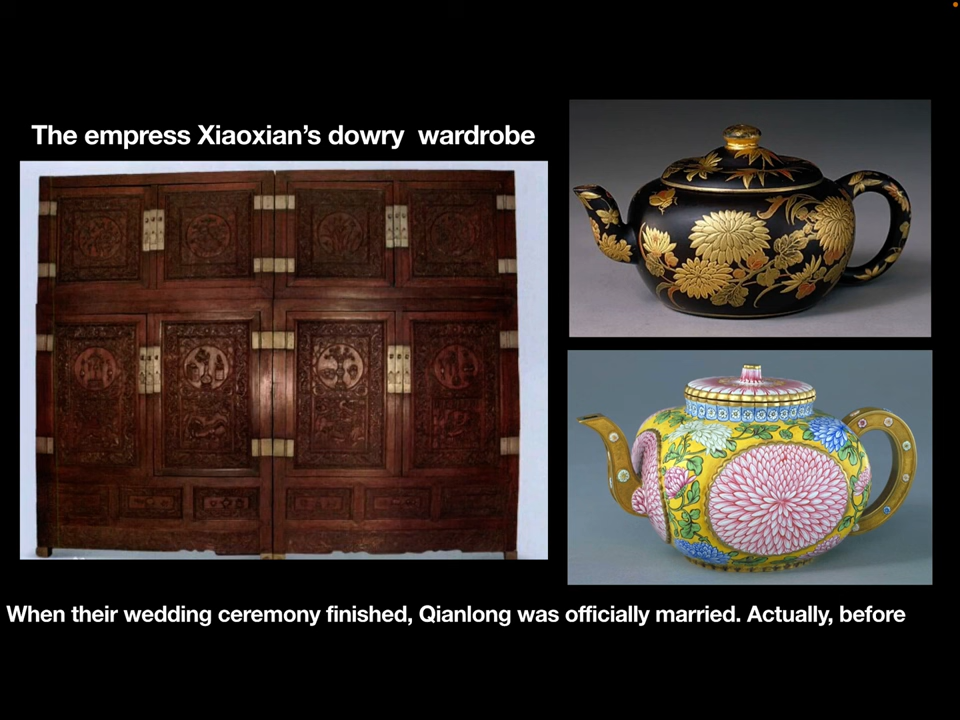 The empress Xiaoxian’s dowry  wardrobe
When their wedding ceremony finished, Qianlong was officially married. Actually, before